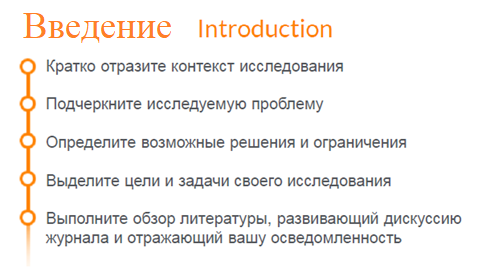 Введение Introduction
Кратко отразите контекст исследования
Подчеркните исследуемую проблему
Определите возможные решения и ограничения
Выделите цели и задачи своего исследования
Выполните обзор литературы, развивающий дискуссию
журнала и отражающий вашу осведомленность